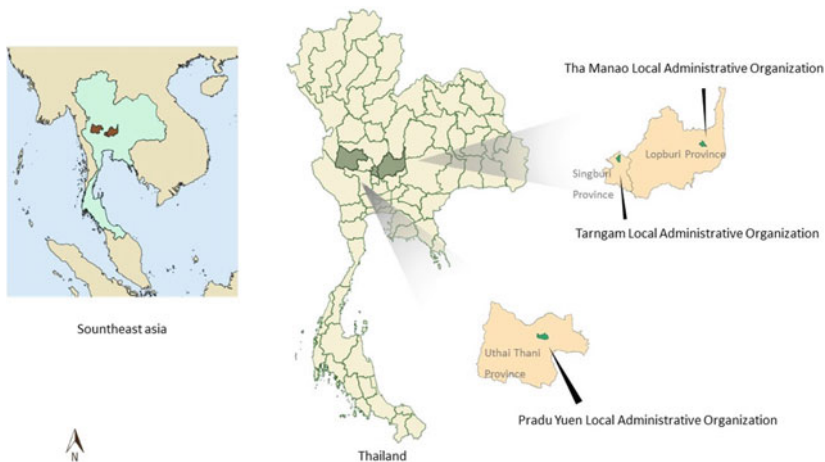 Tha Manao Local Administrative Organization
Lopburi Province
Singburi
Province
Tarngam Local Administrative Organization
Sountheast asia
Uthai Thani
Province
Pradu Yuen Local Administrative Organization
N
Thailand